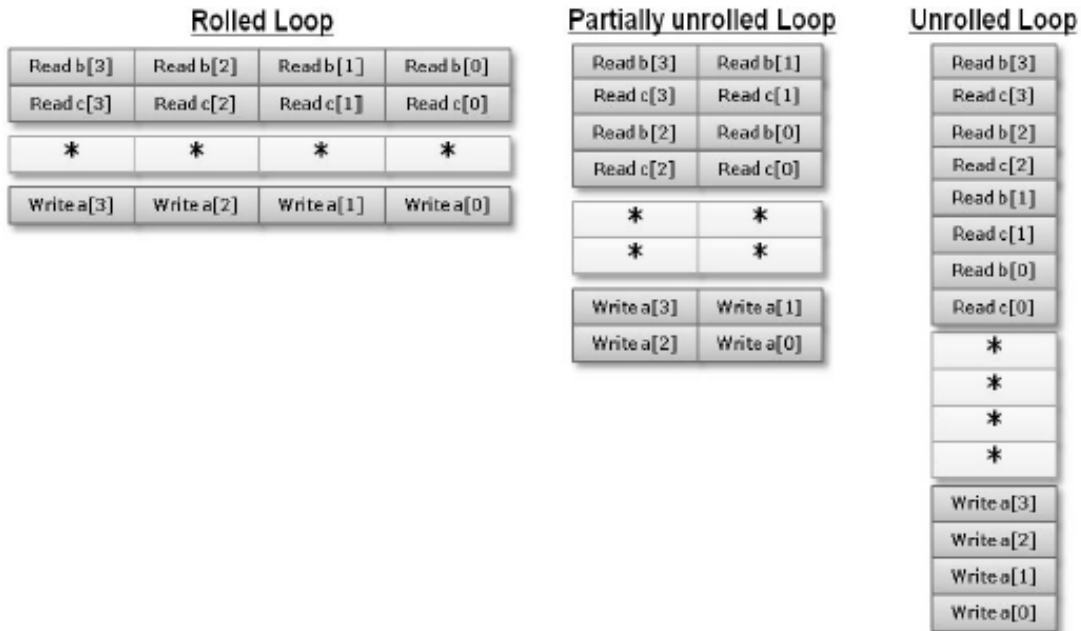 Rolled Loop
Read b[3] Read b[2] Read b[1] Read b[0]
Read c[3] Read c[2] Read c[1] Read c[0]
* * * *
Write a[3] Write a[2] Write a[1] Write a[0]
Partially unrolled Loop
Read b[3] Read b[1]
Read c[3] Read c[1]
Read b[2] Read b[0]
Read c[2] Read c[0]
* *
* *
Write a[3] Write a[1]
Write a[2] Write a[0]
Unrolled Loop
Read b[3]
Read c[3]
Read b[2]
Read c[2]
Read b[1]
Read c[1]
Read b[0]
Read c[0]
*
*
*
*
Write a[3]
Write a[2]
Write a[1]
Write a[0]